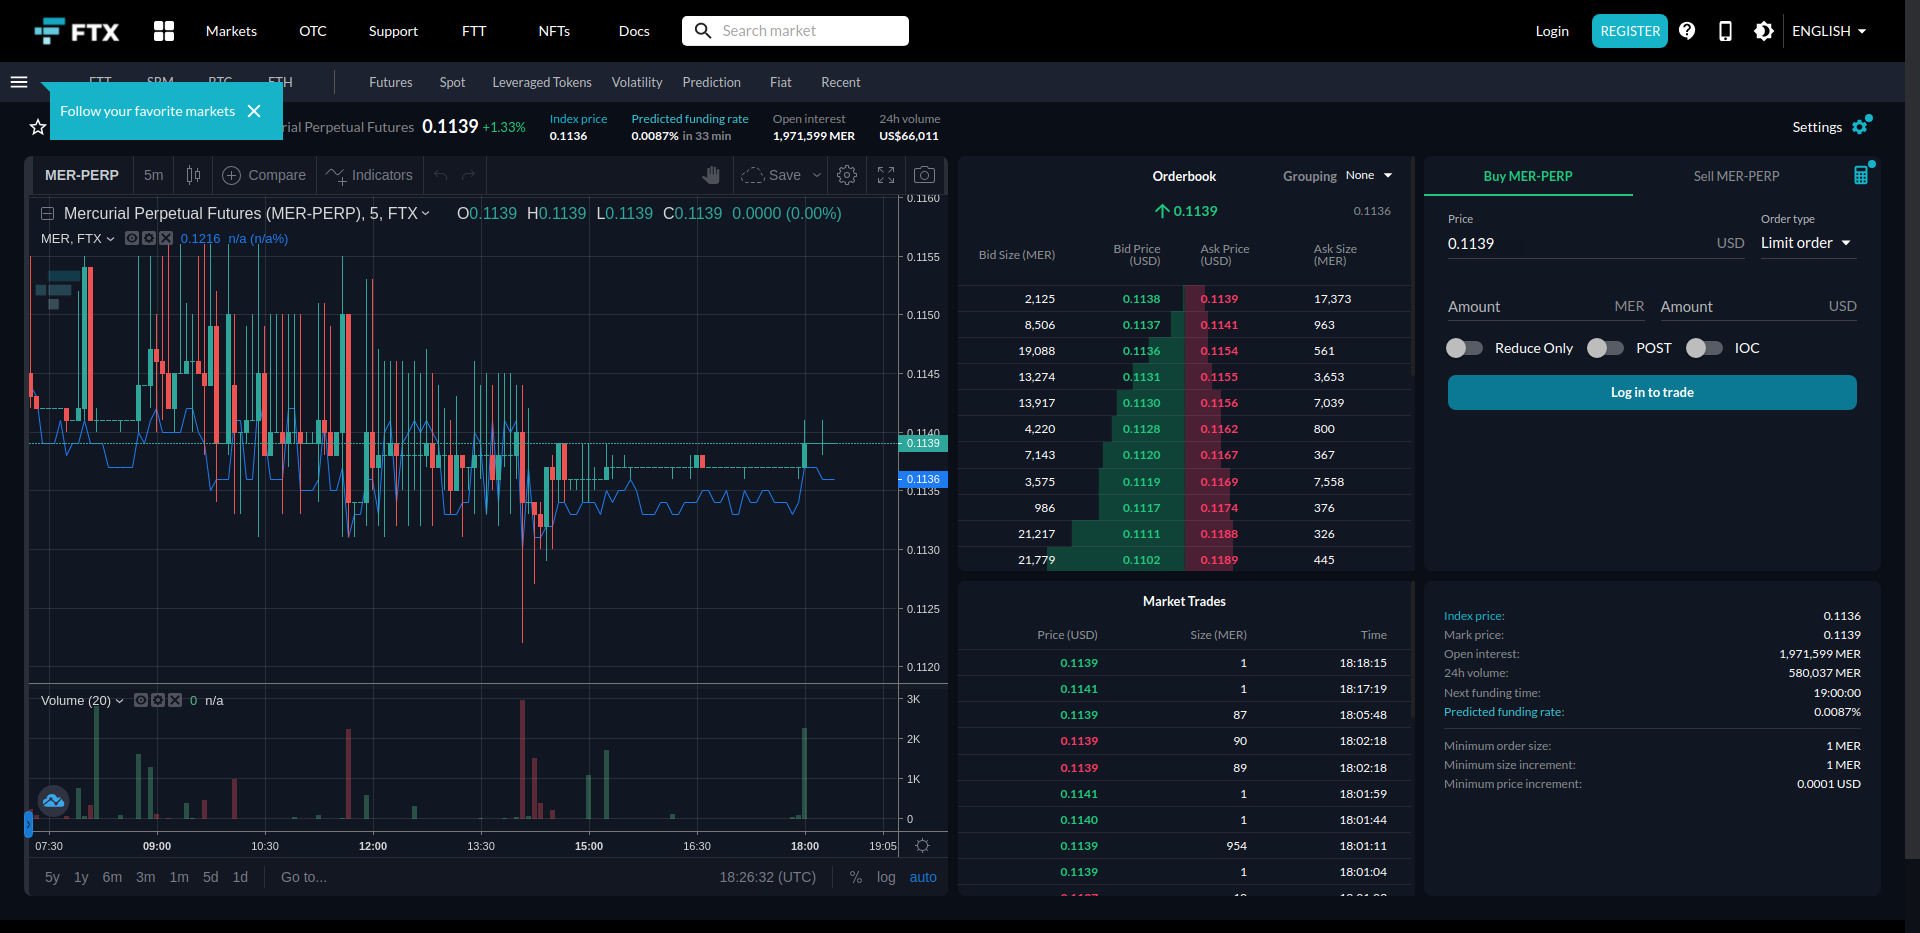 FTX
Markets OTC Support FTT NFTs Docs
Search market
Login REGISTER ENGLISH
Futures Spot Leveraged Tokens Volatility Prediction Fiat Recent
Follow your favorite markets
Perpetual Futures 0.1139 +1.33%
Index price
0.1136
Predicted funding rate
0.0087% in 33 min
Open interest
1,971,599 MER
24h volume
US$66,011
Settings
MER-PERP 5m Compare Indicators Save
Mercurial Perpetual Futures (MER-PERP), 5, FTX O0.1139 H0.1139 L0.1139 C0.1139 0.0000 (0.00%)
MER, FTX 0.1216 n/a (n/a%)
0.1160
0.1155
0.1150
0.1145
0.1140
0.1139
0.1136
0.1135
0.1130
0.1125
0.1120
Volume (20) 0 n/a
3K
2K
1K
0
07:30 09:00 10:30 12:00 13:30 15:00 16:30 18:00 19:05
5y 1y 6m 3m 1m 5d 1d Go to...
18:26:32 (UTC) % log auto
Orderbook Grouping None
0.1139 0.1136
Bid Size (MER) Bid Price (USD) Ask Price (USD) Ask Size (MER)
2,125 0.1138 0.1139 17,373
8,506 0.1137 0.1141 963
19,088 0.1136 0.1154 561
13,274 0.1131 0.1155 3,653
13,917 0.1130 0.1156 7,039
4,220 0.1128 0.1162 800
7,143 0.1120 0.1167 367
3,575 0.1119 0.1169 7,558
986 0.1117 0.1174 376
21,217 0.1111 0.1188 326
21,779 0.1102 0.1189 445
Market Trades
Price (USD) Size (MER) Time
0.1139 1 18:18:15
0.1141 1 18:17:19
0.1139 87 18:05:48
0.1139 90 18:02:18
0.1139 89 18:02:18
0.1141 1 18:01:59
0.1140 1 18:01:44
0.1139 954 18:01:11
0.1139 1 18:01:04
Buy MER-PERP Sell MER-PERP
Price Order type
0.1139 USD Limit order
Amount MER Amount USD
Reduce Only POST IOC
Log in to trade
Index price: 0.1136
Mark price: 0.1139
Open interest: 1,971,599 MER
24h volume: 580,037 MER
Next funding time: 19:00:00
Predicted funding rate: 0.0087%
Minimum order size: 1 MER
Minimum size increment: 1 MER
Minimum price increment: 0.0001 USD